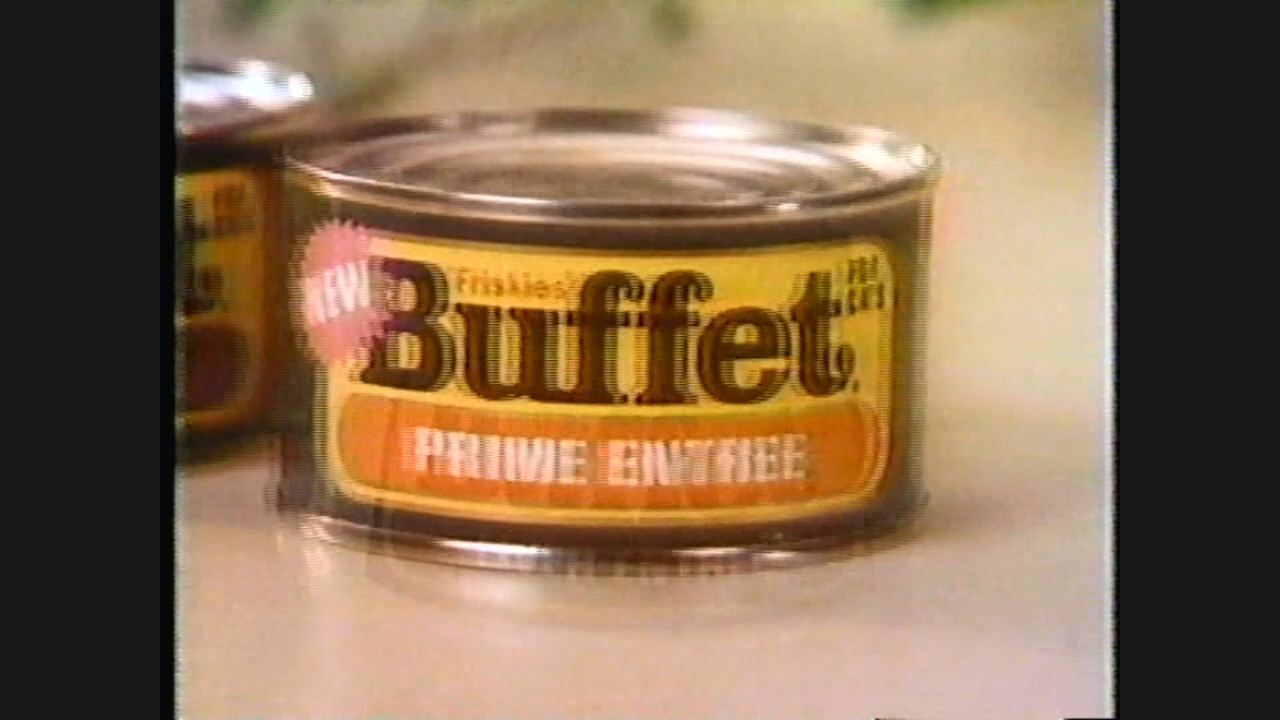 NEW
Friskies
Buffet
FOR
CATS
PRIME ENTREE